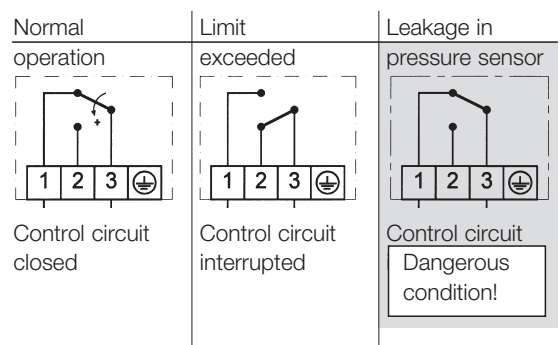 Normal
operation
+
1 2 3
Control circuit
closed
Limit
exceeded
1 2 3
Control circuit
interrupted
Leakage in
pressure sensor
1 2 3
Control circuit
Dangerous
condition!